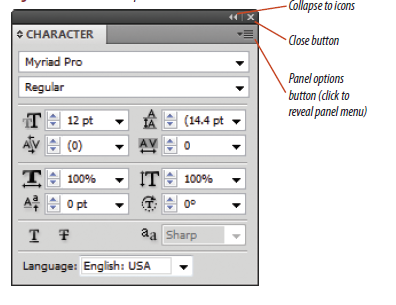 Collapse to icons
Close button
CHARACTER
Panel options
button (click to
reveal panel menu)
Myriad Pro
Regular
12 pt (14.4 pt
(0) 0
100% 100%
0 pt 0°
Sharp
Language: English: USA